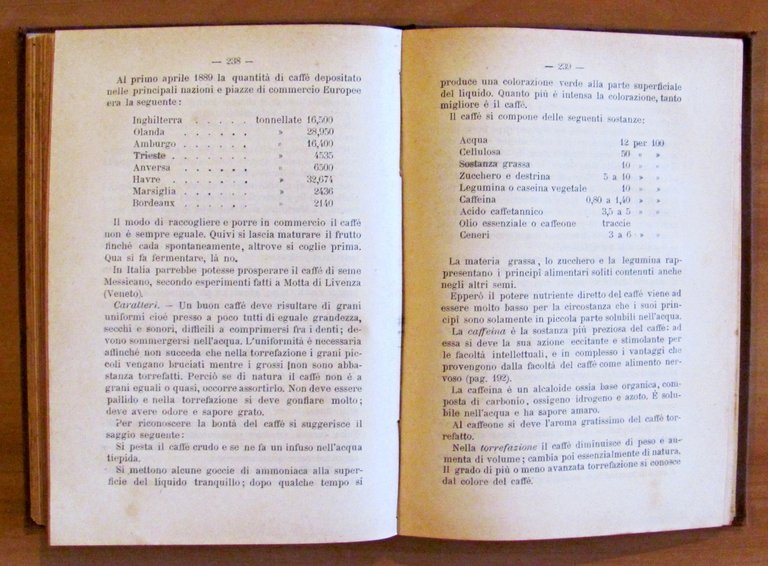 — 238 —
Al primo aprile 1889 la quantità di caffé depositato
nelle principali nazioni e piazze di commercio Europee
era la seguente :
Inghilterra . . . . . tonnellate 16,500
Olanda . . . . . . » 28,950
Amburgo . . . . . . » 16,400
Trieste . . . . . . . » 4535
Anversa . . . . . . » 6500
Havre . . . . . . » 32,674
Marsiglia . . . . . . » 2436
Bordeaux . . . . . . » 2140
Il modo di raccogliere e porre in commercio il caffé
non è sempre eguale. Quivi si lascia maturare il frutto
finché cada spontaneamente, altrove si coglie prima.
Qua si fa fermentare, là no.
In Italia parrebbe potesse prosperare il caffé di seme
Messicano, secondo esperimenti fatti a Motta di Livenza
(Veneto).
Caratteri. — Un buon caffé deve risultare di grani
uniformi cioé presso a poco tutti di eguale grandezza,
secchi e sonori, difficili a comprimersi fra i denti; de-
vono sommergersi nell'acqua. L'uniformità é necessaria
affinché non succeda che nella torrefazione i grani pic-
coli vengano bruciati mentre i grossi [non sono abba-
stanza torrefatti. Perciò se di natura il caffé non é a
grani eguali o quasi, occorre assortirlo. Non deve essere
pallido e nella torrefazione si deve gonfiare molto ;
deve avere odore e sapore grato.
Per riconoscere la bontà del caffé si suggerisce il
saggio seguente :
Si pesta il caffé crudo e se ne fa un infuso nell'acqua
tiepida.
Si mettono alcune goccie di ammoniaca alla super-
ficie del liquido tranquillo ; dopo qualche tempo si
— 239 —
produce una colorazione verde alla parte superficiale
del liquido. Quanto più é intensa la colorazione, tanto
migliore é il caffé.
Il caffé si compone delle seguenti sostanze:
Acqua 12 per 100
Cellulosa 50 » »
Sostanza grassa 10 » »
Zucchero e destrina 5 a 10 » »
Legumina o caseina vegetale 10 » »
Caffeina 0,80 a 1,40 » »
Acido caffetannico 3,5 a 5 » »
Olio essenziale o caffeone traccie
Ceneri 3 a 6 » »
La materia grassa, lo zucchero e la legumina rap-
presentano i principi alimentari soliti contenuti anche
negli altri semi.
Epperò il potere nutriente diretto del caffé viene ad
essere molto basso per la circostanza che i suoi prin-
cipi sono solamente in piccola parte solubili nell'acqua.
La caffeina é la sostanza più preziosa del caffé: ad
essa si deve la sua azione eccitante e stimolante per
le facoltà intellettuali, e in complesso i vantaggi che
provengono dalla facoltà del caffé come alimento ner-
voso (pag. 192).
La caffeina é un alcaloide ossia base organica, com-
posta di carbonio, ossigeno idrogeno e azoto. É solu-
bile nell'acqua e ha sapore amaro.
Al caffeone si deve l'aroma gratissimo del caffé tor-
refatto.
Nella torrefazione il caffé diminuisce di peso e au-
menta di volume; cambia poi essenzialmente di natura.
Il grado di più o meno avanzata torrefazione si conosce
dal colore del caffé.